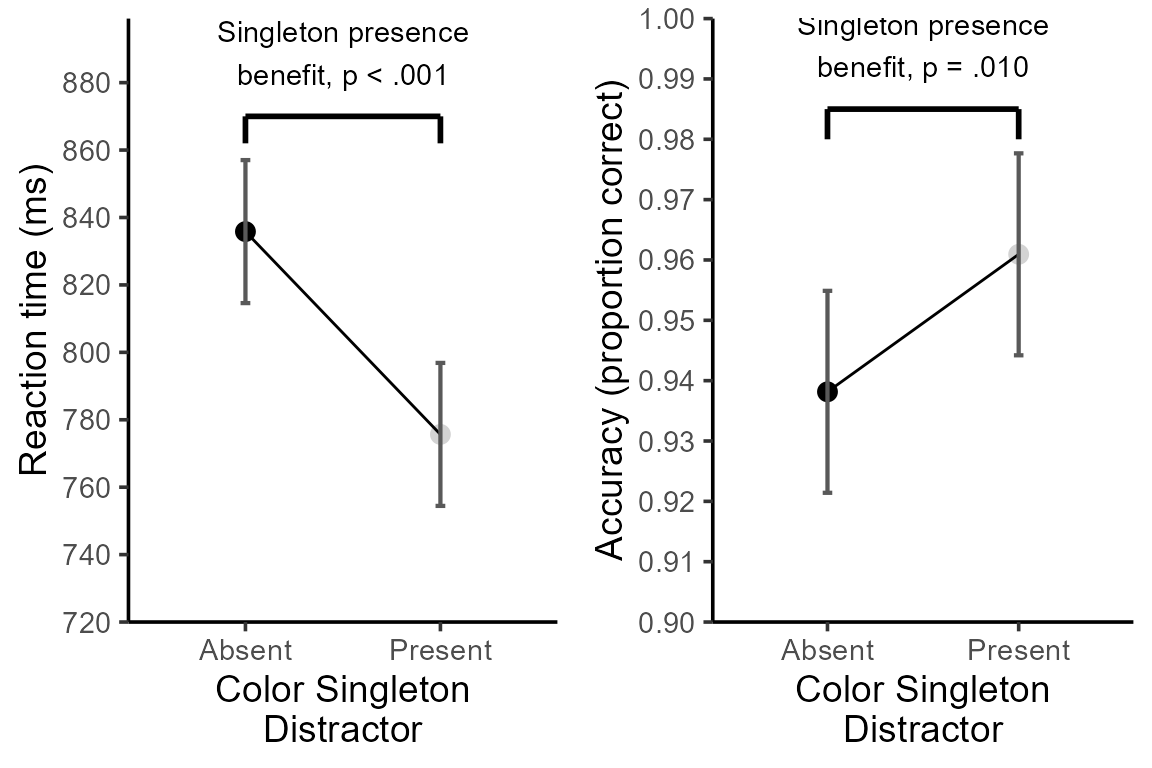 Singleton presence
benefit, p < .001
880
860
840
820
800
780
760
740
720
Reaction time (ms)
Absent Present
Color Singleton
Distractor
Singleton presence
benefit, p = .010
1.00
0.99
0.98
0.97
0.96
0.95
0.94
0.93
0.92
0.91
0.90
Accuracy (proportion correct)
Absent Present
Color Singleton
Distractor